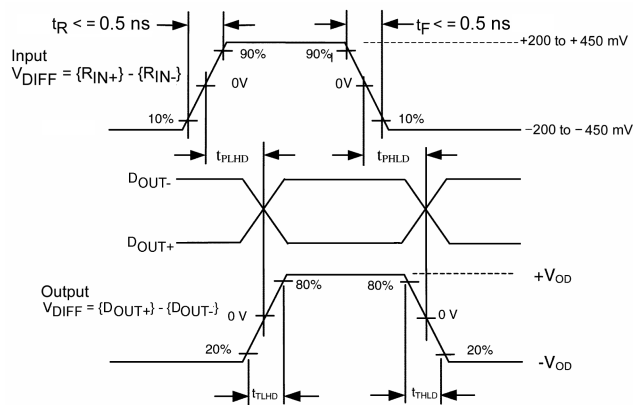 tR < = 0.5 ns
tF < = 0.5 ns
+200 to + 450 mV
Input
VDIFF = {RIN+} - {RIN-}
90%
90%
0V
0V
10%
10%
−200 to − 450 mV
tPLHD
tPHLD
DOUT-
DOUT+
Output
VDIFF = {DOUT+} - {DOUT-}
80%
80%
+VOD
0 V
0 V
20%
20%
-VOD
tTLHD
tTHLD